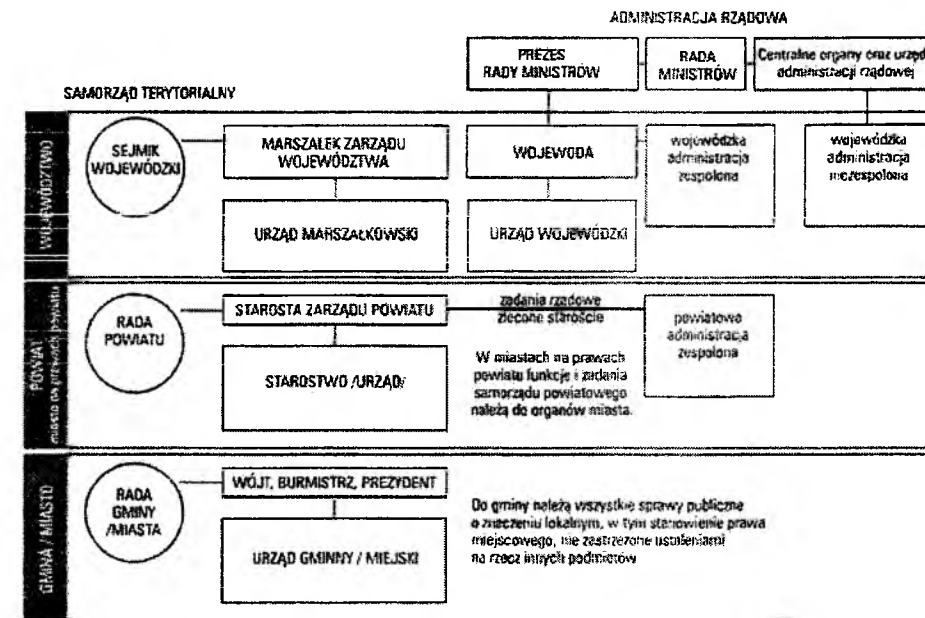 ADMINISTRACJA RZĄDOWA
PREZES
RADY MINISTRÓW
RADA
MINISTRÓW
Centralne organy oraz urzęd
administracji rządowej
SAMORZĄD TERYTORIALNY
WOJEWÓDZTWO
SEJMIK
WOJEWÓDZKI
MARSZAŁEK ZARZĄDU
WOJEWÓDZTWA
URZĄD MARSZAŁKOWSKI
WOJEWODA
URZĄD WOJEWÓDZKI
wojewódzka
administracja
zespolona
wojewódzka
administracja
niezespolona
POWIAT
miasto na prawach powiatu
RADA
POWIATU
STAROSTA ZARZĄDU POWIATU
STAROSTWO /URZĄD/
zadania rządowe
zlecone staroście
W miastach na prawach
powiatu funkcje i zadania
samorządu powiatowego
należą do organów miasta.
powiatowa
administracja
zespolona
GMINA / MIASTO
RADA
GMINY
/MIASTA
WÓJT, BURMISTRZ, PREZYDENT
URZĄD GMINNY / MIEJSKI
Do gminy należą wszystkie sprawy publiczne
o znaczeniu lokalnym, w tym stanowienie prawa
miejscowego, nie zastrzeżone ustaleniami
na rzecz innych podmiotów